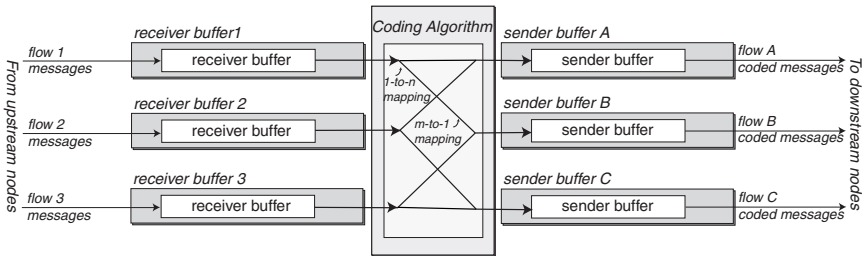 From upstream nodes
flow 1
messages
receiver buffer1
receiver buffer
flow 2
messages
receiver buffer 2
receiver buffer
flow 3
messages
receiver buffer 3
receiver buffer
Coding Algorithm
1-to-n
mapping
m-to-1
mapping
sender buffer A
sender buffer
flow A
coded messages
sender buffer B
sender buffer
flow B
coded messages
sender buffer C
sender buffer
flow C
coded messages
To downstream nodes